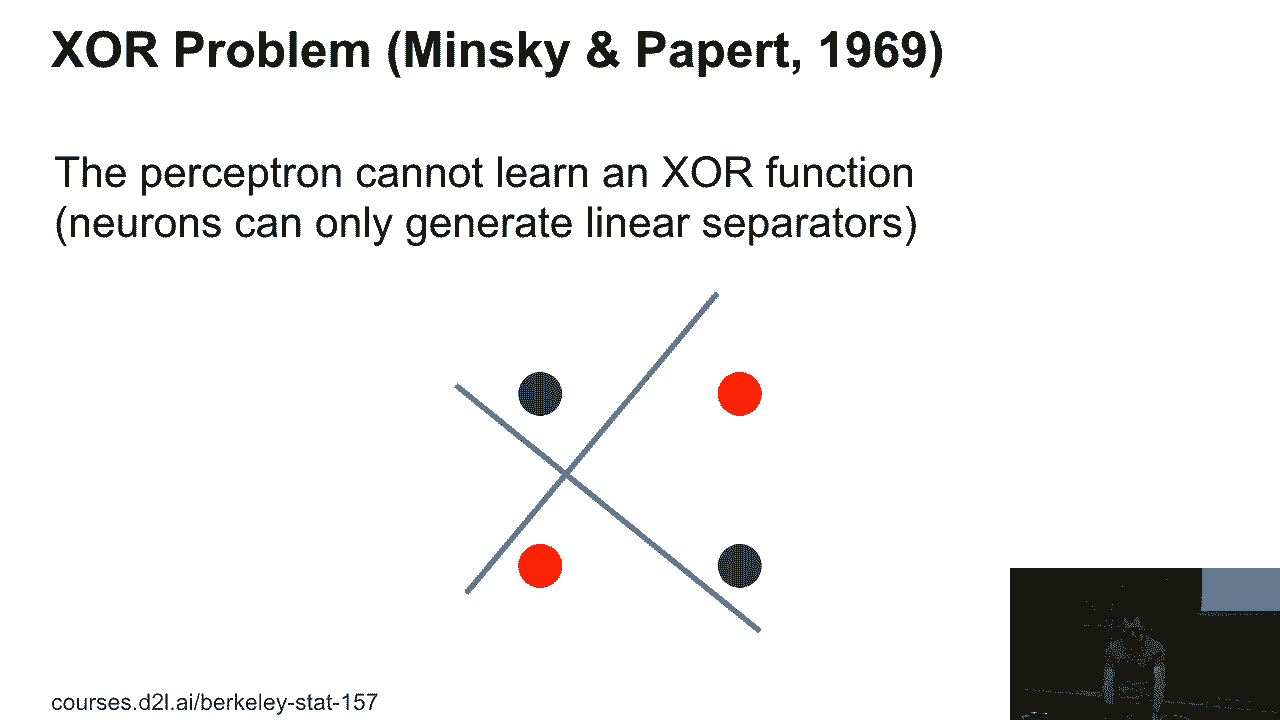 XOR Problem (Minsky & Papert, 1969)
The perceptron cannot learn an XOR function
(neurons can only generate linear separators)
courses.d2l.ai/berkeley-stat-157